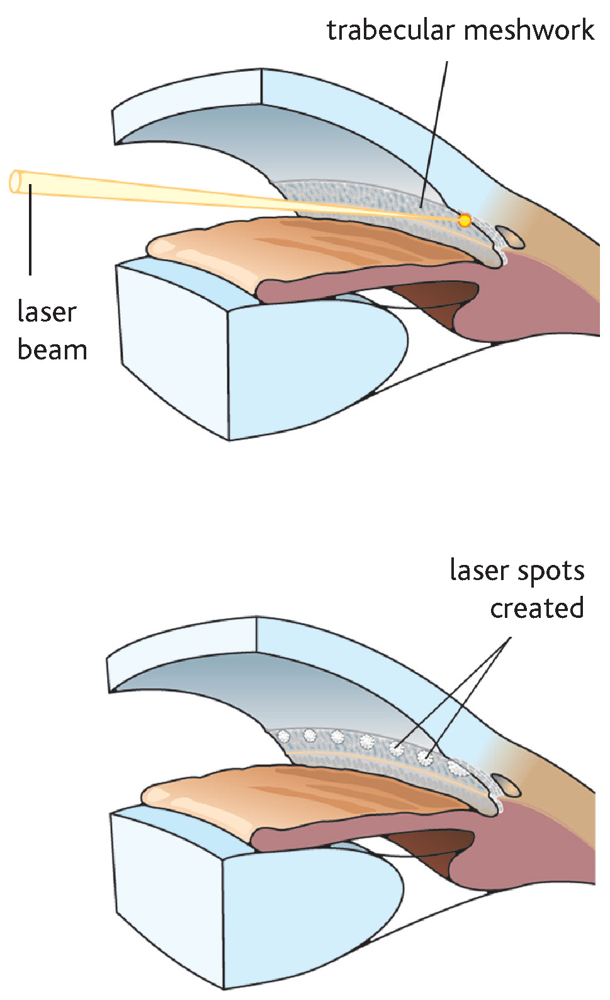 trabecular meshwork
laser
beam
laser spots
created